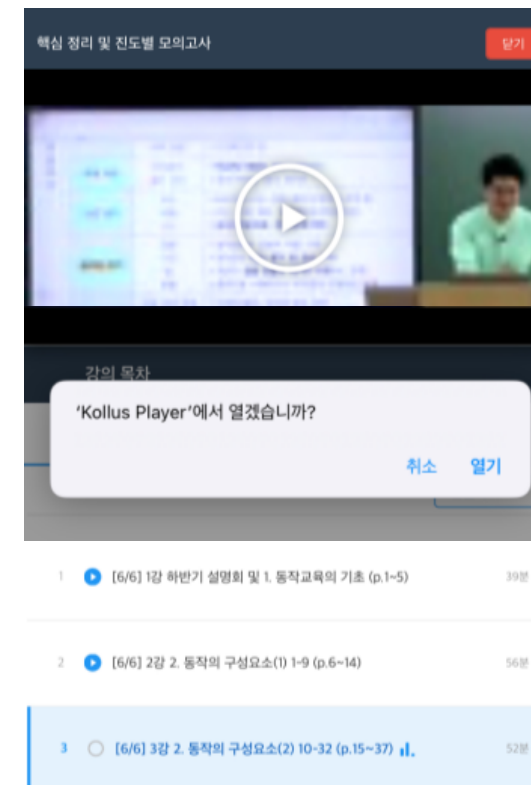 핵심 정리 및 진도별 모의고사
닫기
강의 목차
‘Kollus Player’에서 열겠습니까?
취소 열기
1 [6/6] 1강 하반기 설명회 및 1. 동작교육의 기초 (p.1~5) 39분
2 [6/6] 2강 2. 동작의 구성요소(1) 1-9 (p.6~14) 56분
3 [6/6] 3강 2. 동작의 구성요소(2) 10-32 (p.15~37) 52분